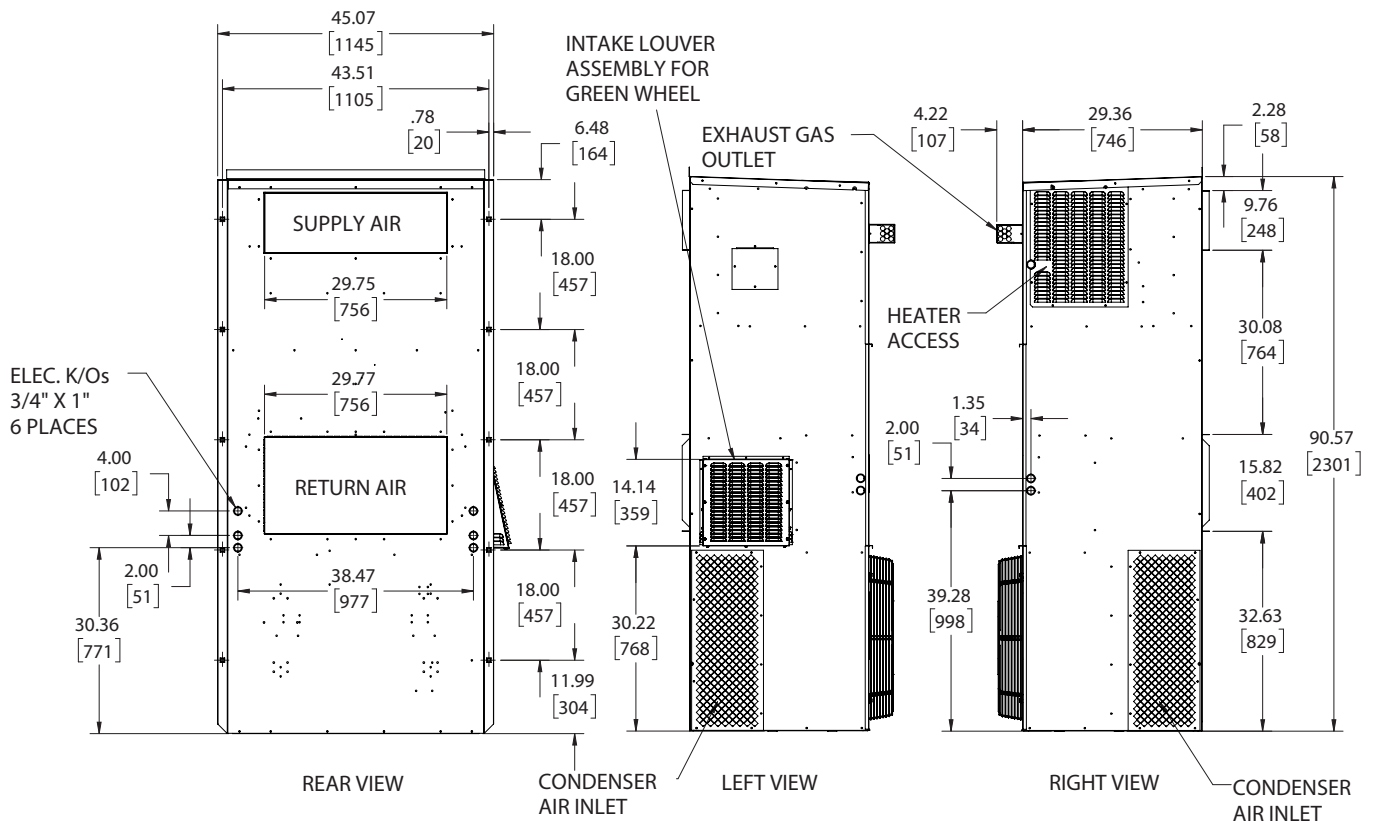 45.07
[1145]
43.51
[1105]
.78
[20]
6.48
[164]
SUPPLY AIR
29.75
[756]
18.00
[457]
18.00
[457]
29.77
[756]
ELEC. K/Os
3/4" X 1"
6 PLACES
4.00
[102]
RETURN AIR
18.00
[457]
2.00
[51]
38.47
[977]
18.00
[457]
30.36
[771]
11.99
[304]
REAR VIEW
INTAKE LOUVER
ASSEMBLY FOR
GREEN WHEEL
EXHAUST GAS
OUTLET
14.14
[359]
30.22
[768]
CONDENSER
AIR INLET
LEFT VIEW
4.22
[107]
29.36
[746]
2.28
[58]
9.76
[248]
HEATER
ACCESS
30.08
[764]
1.35
[34]
2.00
[51]
90.57
[2301]
15.82
[402]
39.28
[998]
32.63
[829]
RIGHT VIEW
CONDENSER
AIR INLET